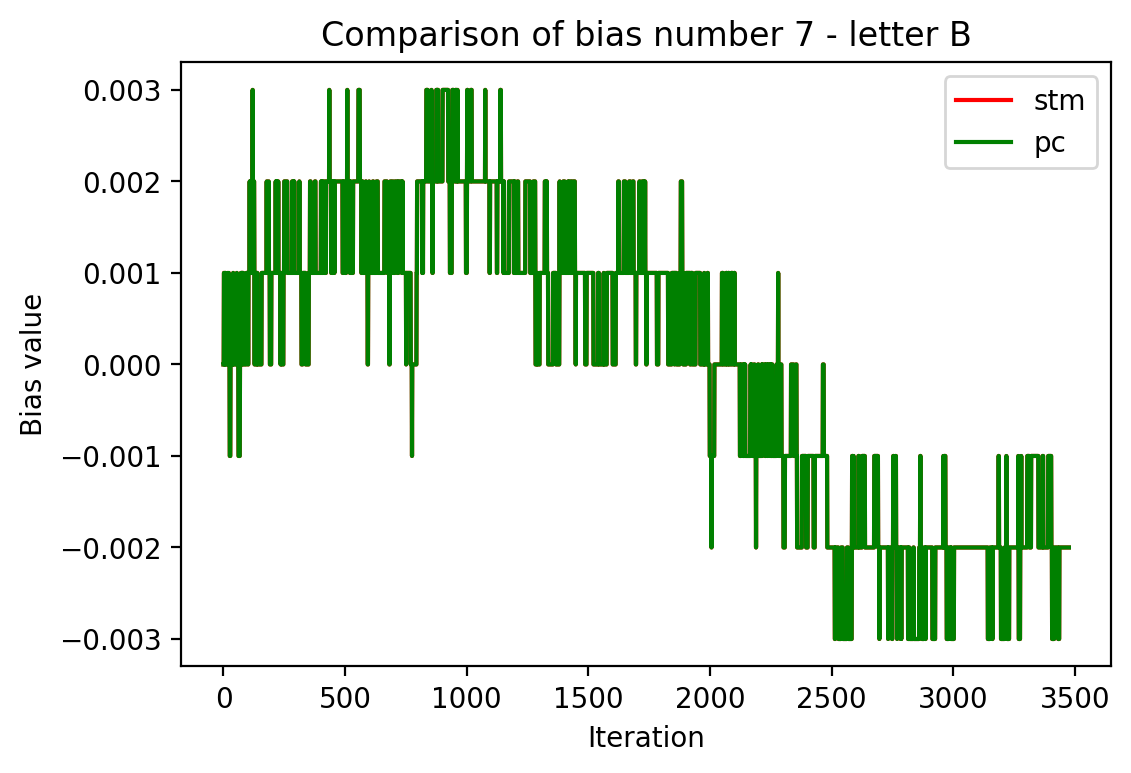 Comparison of bias number 7 - letter B
stm
pc
Bias value
0.003
0.002
0.001
0.000
−0.001
−0.002
−0.003
0 500 1000 1500 2000 2500 3000 3500
Iteration